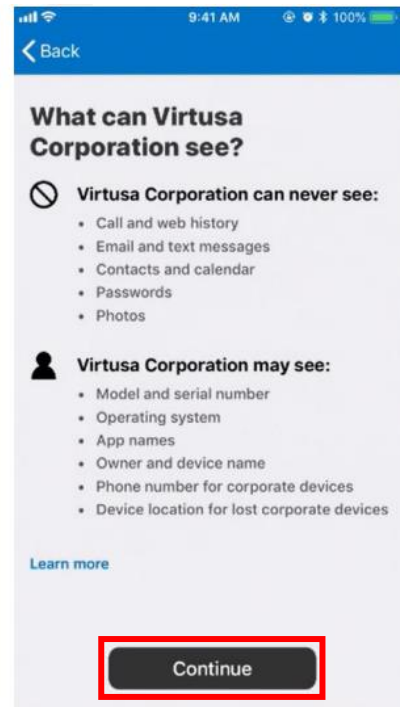 9:41 AM 100%
Back
What can Virtusa
Corporation see?
Virtusa Corporation can never see:
• Call and web history
• Email and text messages
• Contacts and calendar
• Passwords
• Photos
Virtusa Corporation may see:
• Model and serial number
• Operating system
• App names
• Owner and device name
• Phone number for corporate devices
• Device location for lost corporate devices
Learn more
Continue